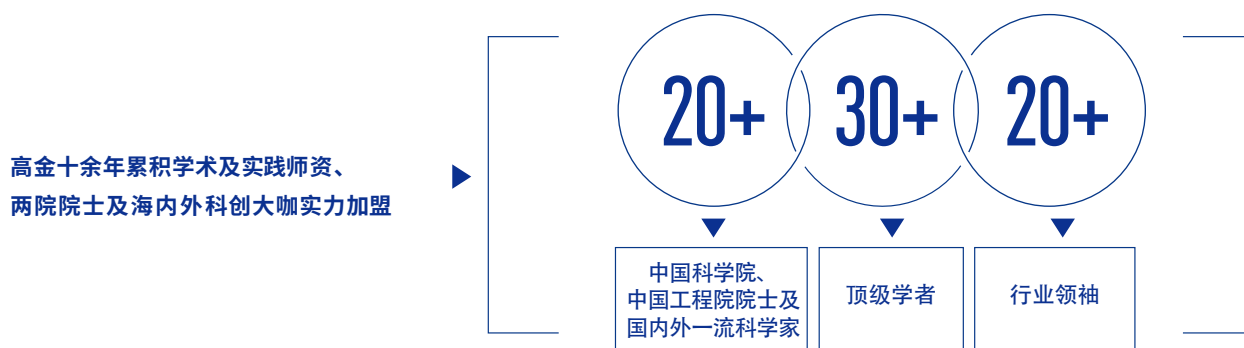 高金十余年累积学术及实践师资、
两院院士及海内外科创大咖实力加盟
20+
30+
20+
中国科学院、
中国工程院院士及
国内外一流科学家
顶级学者
行业领袖